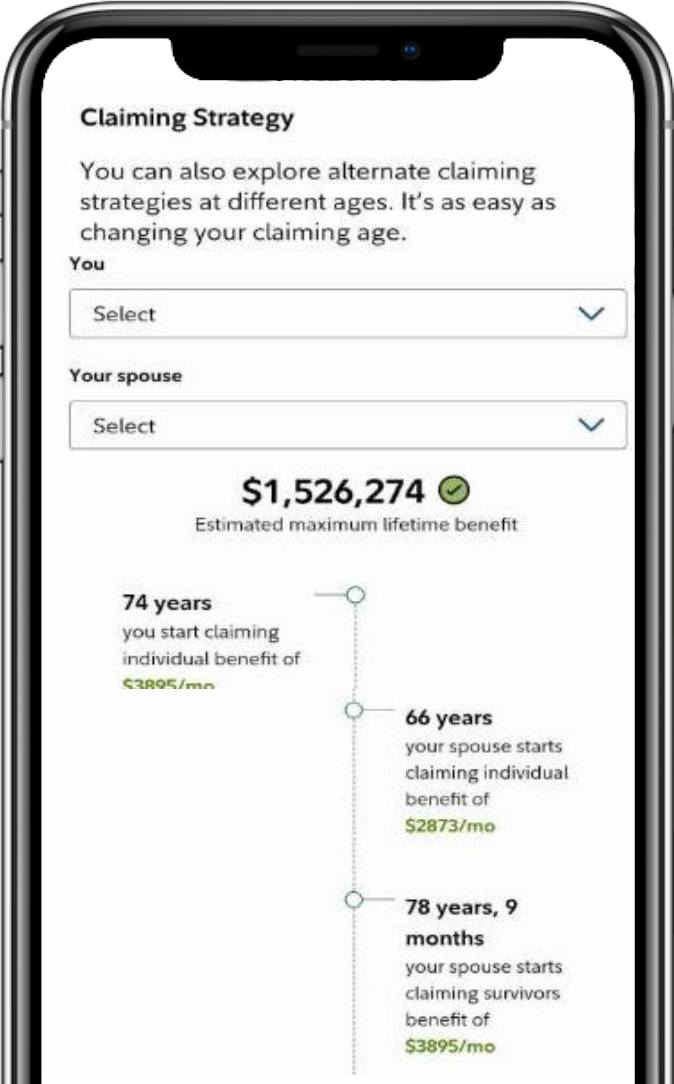 Claiming Strategy
You can also explore alternate claiming
strategies at different ages. It's as easy as
changing your claiming age.
You
Select
Your spouse
Select
$1,526,274
Estimated maximum lifetime benefit
74 years
you start claiming
individual benefit of
$3895/mo
66 years
your spouse starts
claiming individual
benefit of
$2873/mo
78 years, 9
months
your spouse starts
claiming survivors
benefit of
$3895/mo